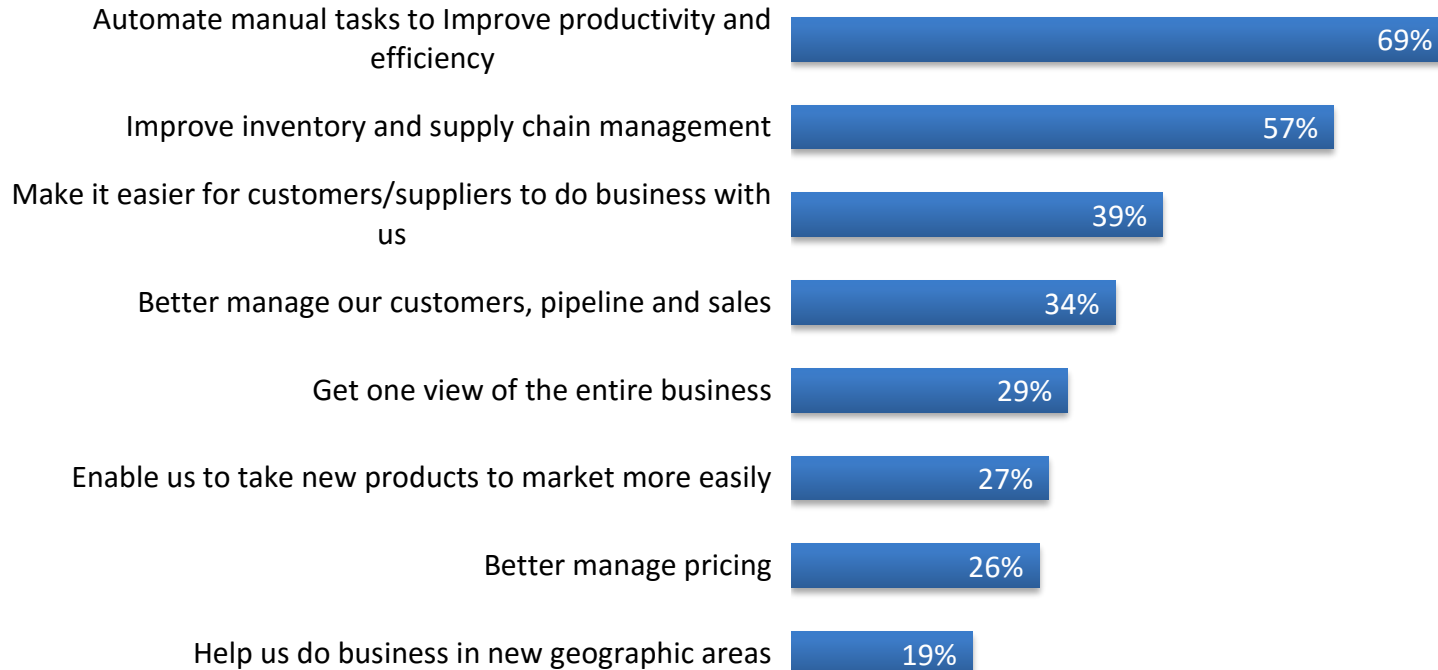 Automate manual tasks to Improve productivity and
efficiency
69%
Improve inventory and supply chain management
57%
Make it easier for customers/suppliers to do business with
us
39%
Better manage our customers, pipeline and sales
34%
Get one view of the entire business
29%
Enable us to take new products to market more easily
27%
Better manage pricing
26%
Help us do business in new geographic areas
19%